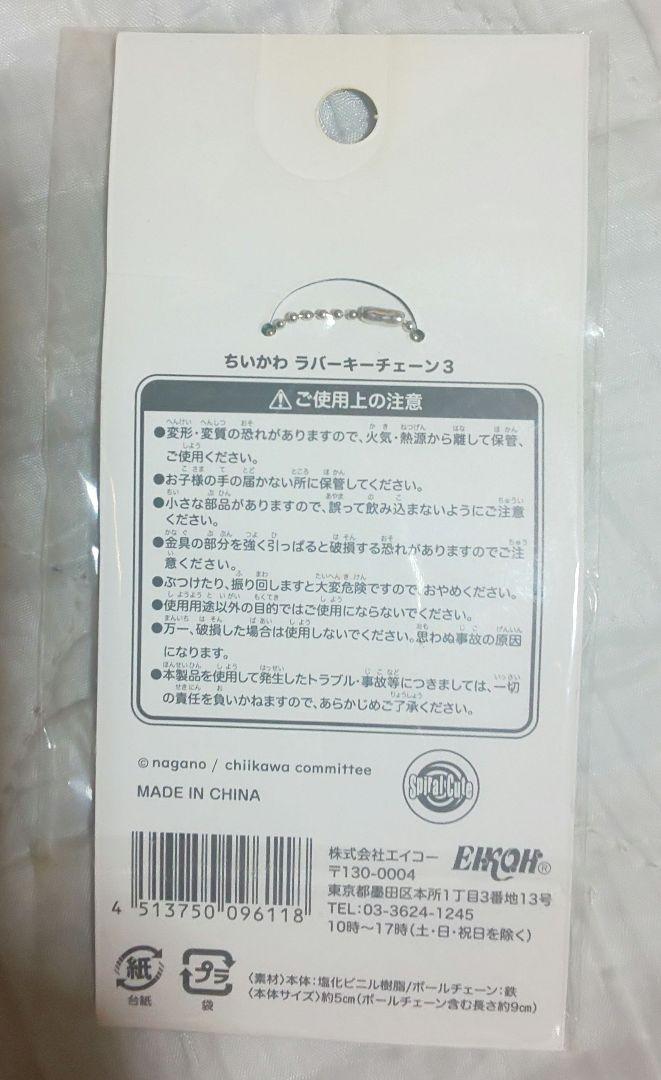 ちいかわ ラバーキーチェーン3
⚠ご使用上の注意
●変形・変質の恐れがありますので、火気・熱源から離して保管、
ご使用ください。
●お子様の手の届かない所に保管してください。
●小さな部品がありますので、誤って飲み込まないようにご注意
ください。
●金具の部分を強く引っぱると破損する恐れがありますのでご注
意ください。
●ぶつけたり、振り回しますと大変危険ですので、おやめください。
●使用用途以外の目的ではご使用にならないでください。
●万一、破損した場合は使用しないでください。思わぬ事故の原因
になります。
●本製品を使用して発生したトラブル・事故等につきましては、一切
の責任を負いかねますので、あらかじめご了承ください。
© nagano / chiikawa committee
MADE IN CHINA
Spiral Cute
4 513750 096118
株式会社エイコー EIKOH®
〒130-0004
東京都墨田区本所1丁目3番地13号
TEL:03-3624-1245
10時〜17時(土・日・祝日を除く)
紙
台紙
プラ
袋
〈素材〉本体:塩化ビニル樹脂/ボールチェーン:鉄
〈本体サイズ〉約5cm(ボールチェーン含む長さ約9cm)